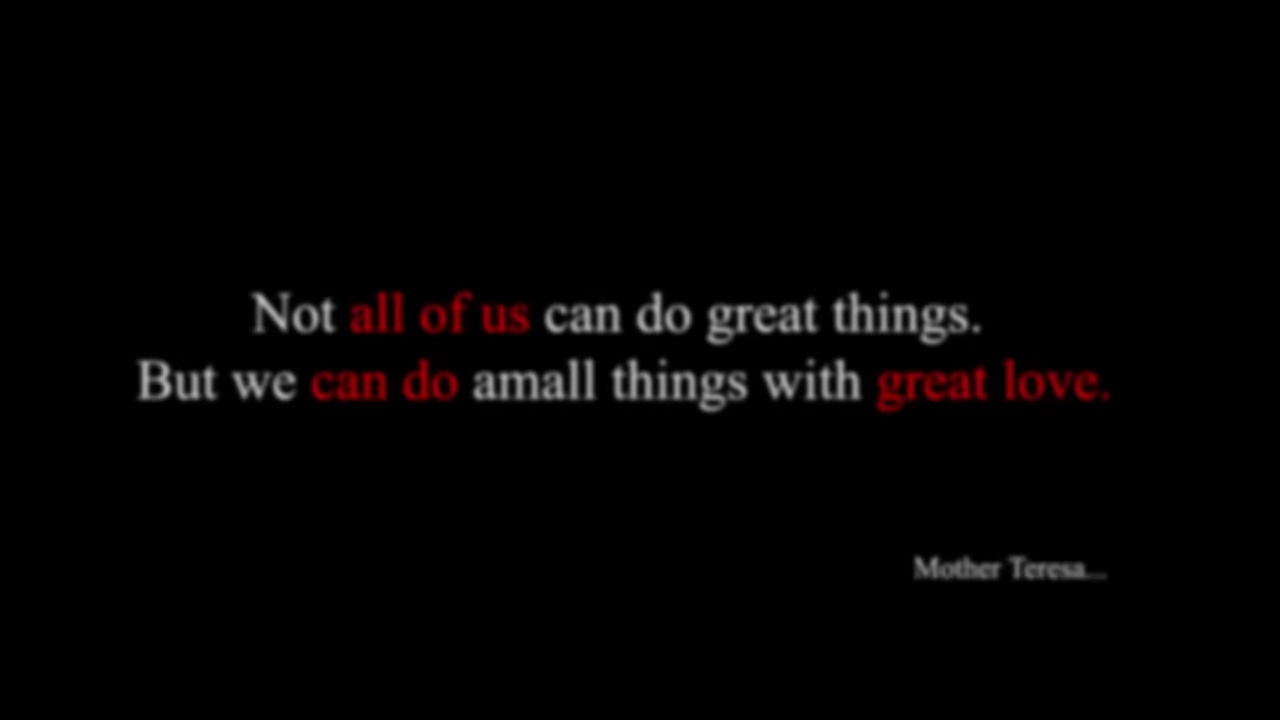 Not all of us can do great things.
But we can do amall things with great love.
Mother Teresa...